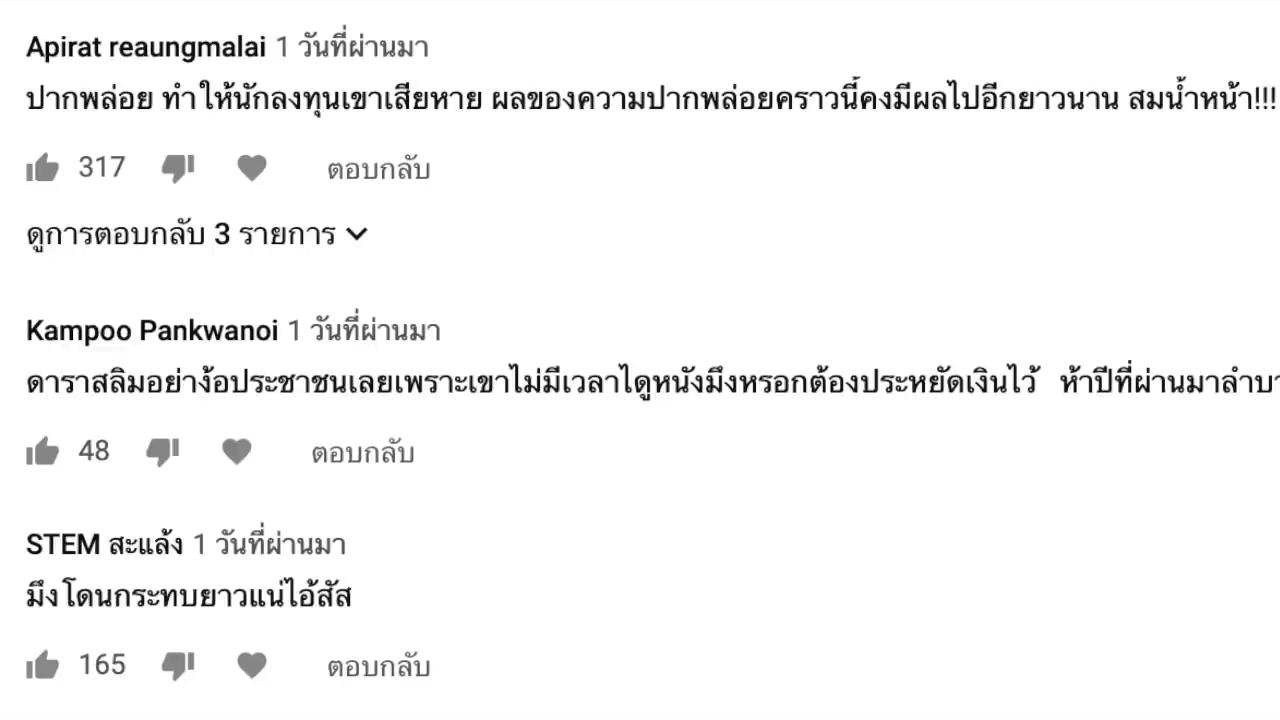 Apirat reaungmalai 1 วันที่ผ่านมา
ปากพล่อย ทำให้นักลงทุนเขาเสียหาย ผลของความปากพล่อยคราวนี้คงมีผลไปอีกยาวนาน สมน้ำหน้า!!!
317 ตอบกลับ
ดูการตอบกลับ 3 รายการ
Kampoo Pankwanoi 1 วันที่ผ่านมา
ดาราสลิมอย่าง้อประชาชนเลยเพราะเขาไม่มีเวลาไดูหนังมึงหรอกต้องประหยัดเงินไว้ ห้าปีที่ผ่านมา
48 ตอบกลับ
STEM สะแล้ง 1 วันที่ผ่านมา
มึงโดนกระทบยาวแน่ไอ้สัส
165 ตอบกลับ